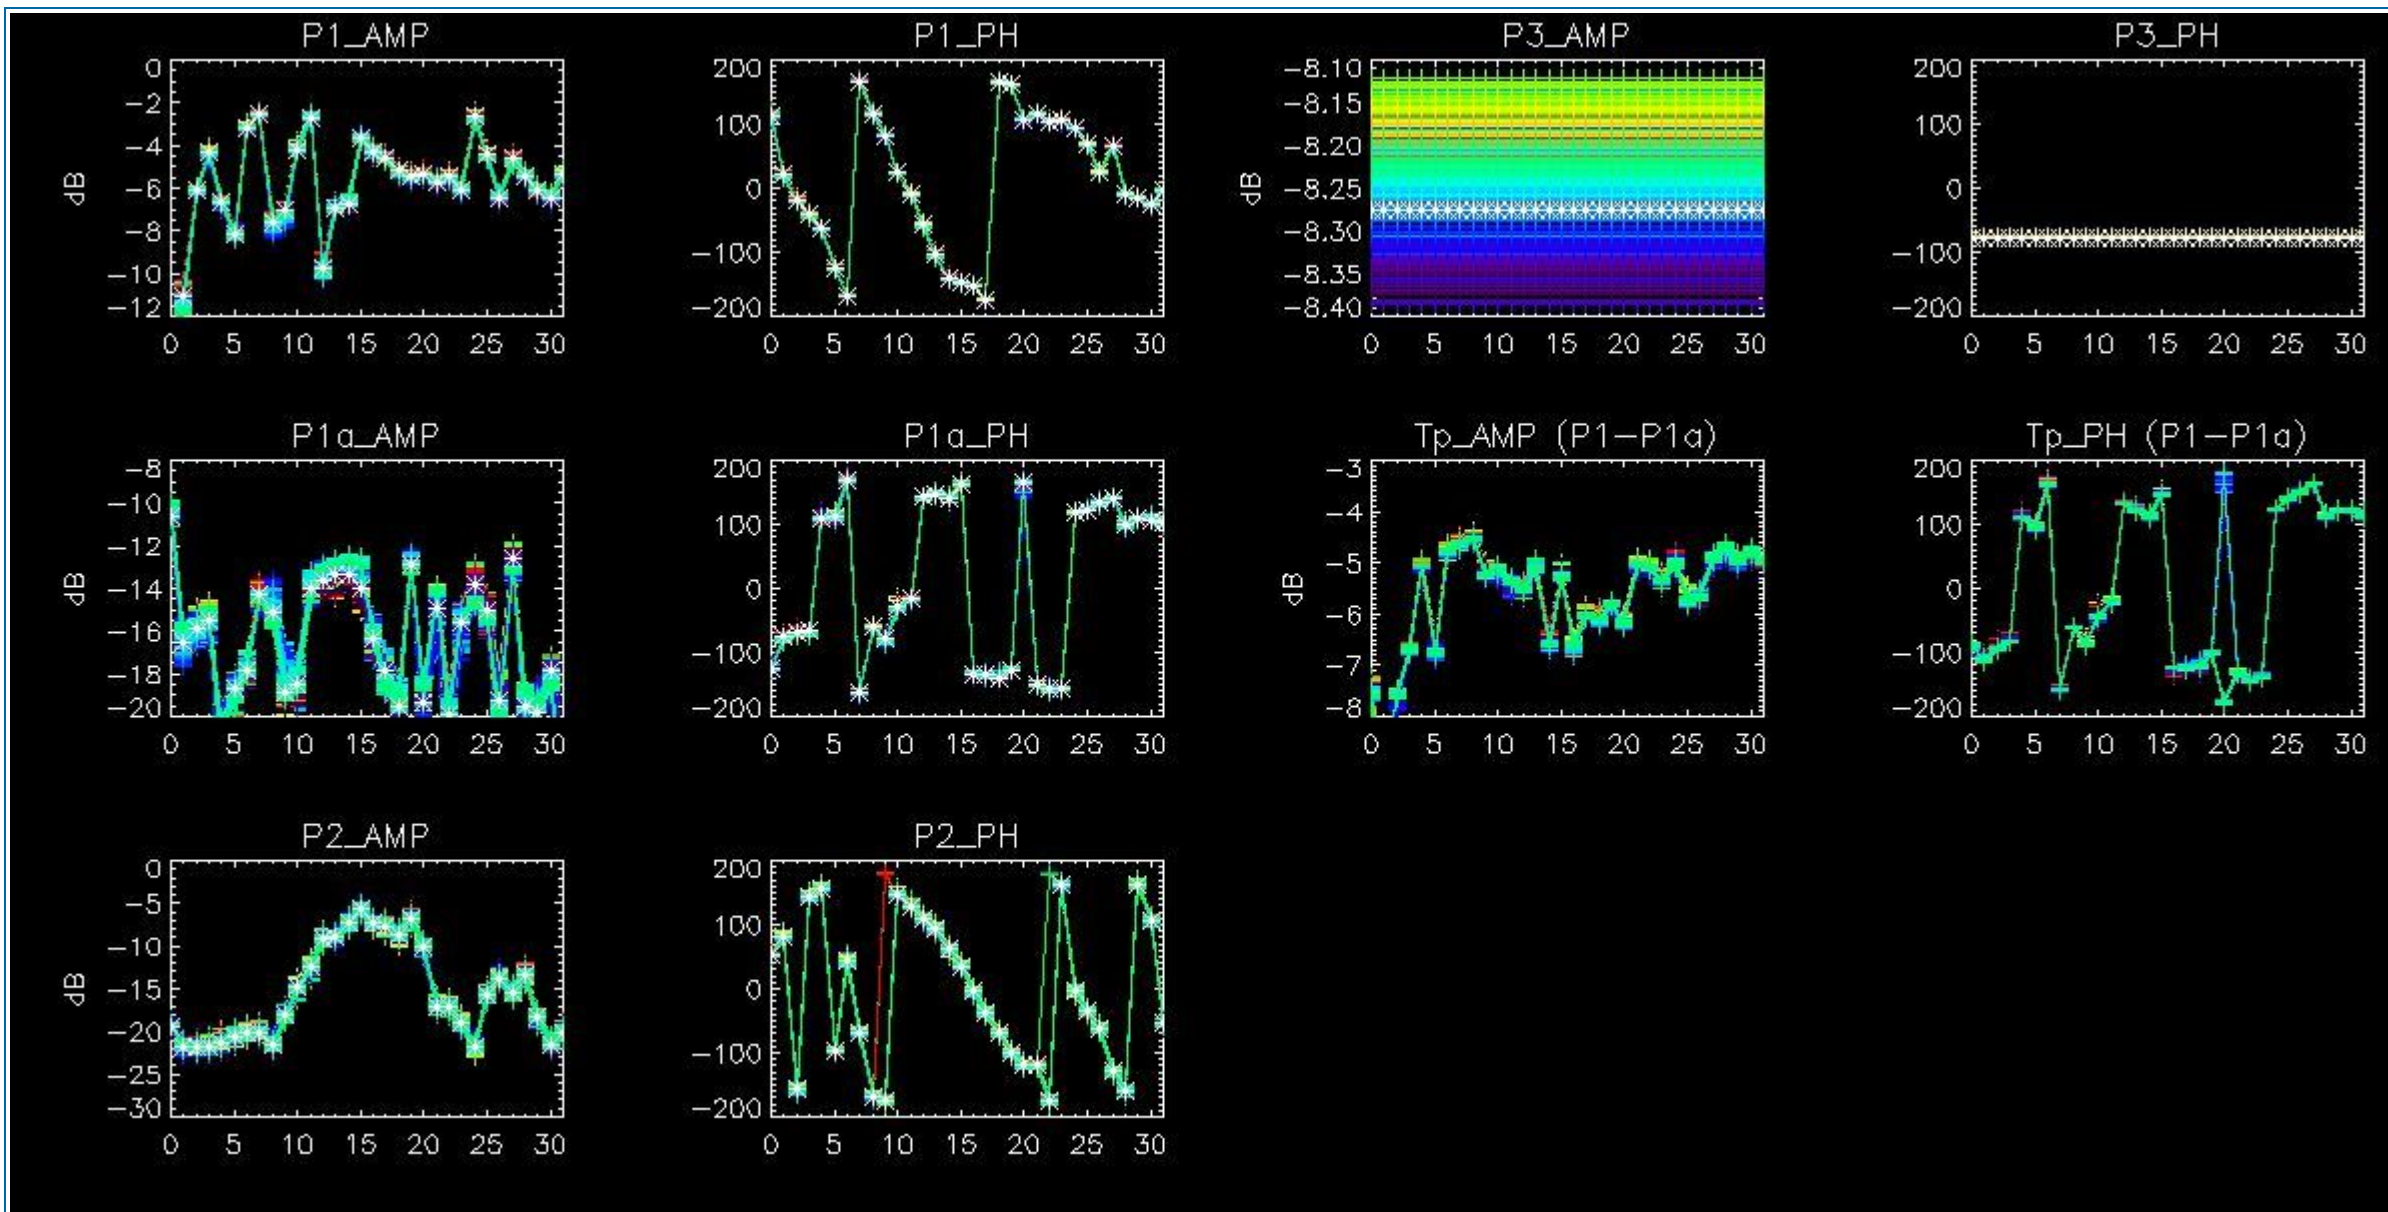 P1_AMP
0
−2
−4
−6
−8
−10
−12
dB
0 5 10 15 20 25 30
P1_PH
200
100
0
−100
−200
0 5 10 15 20 25 30
P3_AMP
−8.10
−8.15
−8.20
−8.25
−8.30
−8.35
−8.40
dB
0 5 10 15 20 25 30
P3_PH
200
100
0
−100
−200
0 5 10 15 20 25 30
P1a_AMP
−8
−10
−12
−14
−16
−18
−20
dB
0 5 10 15 20 25 30
P1a_PH
200
100
0
−100
−200
0 5 10 15 20 25 30
Tp_AMP (P1−P1a)
−3
−4
−5
−6
−7
−8
dB
0 5 10 15 20 25 30
Tp_PH (P1−P1a)
200
100
0
−100
−200
0 5 10 15 20 25 30
P2_AMP
0
−5
−10
−15
−20
−25
−30
dB
0 5 10 15 20 25 30
P2_PH
200
100
0
−100
−200
0 5 10 15 20 25 30